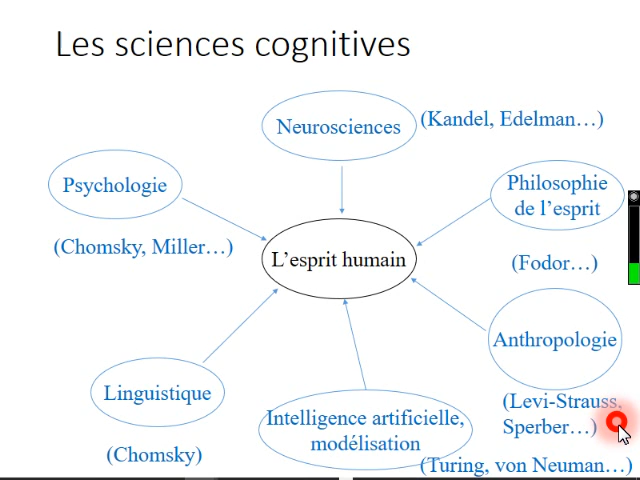 Les sciences cognitives
Neurosciences
(Kandel, Edelman…)
Psychologie
(Chomsky, Miller…)
Philosophie
de l’esprit
(Fodor…)
L’esprit humain
Anthropologie
(Levi-Strauss,
Sperber…)
Linguistique
(Chomsky)
Intelligence artificielle,
modélisation
(Turing, von Neuman…)